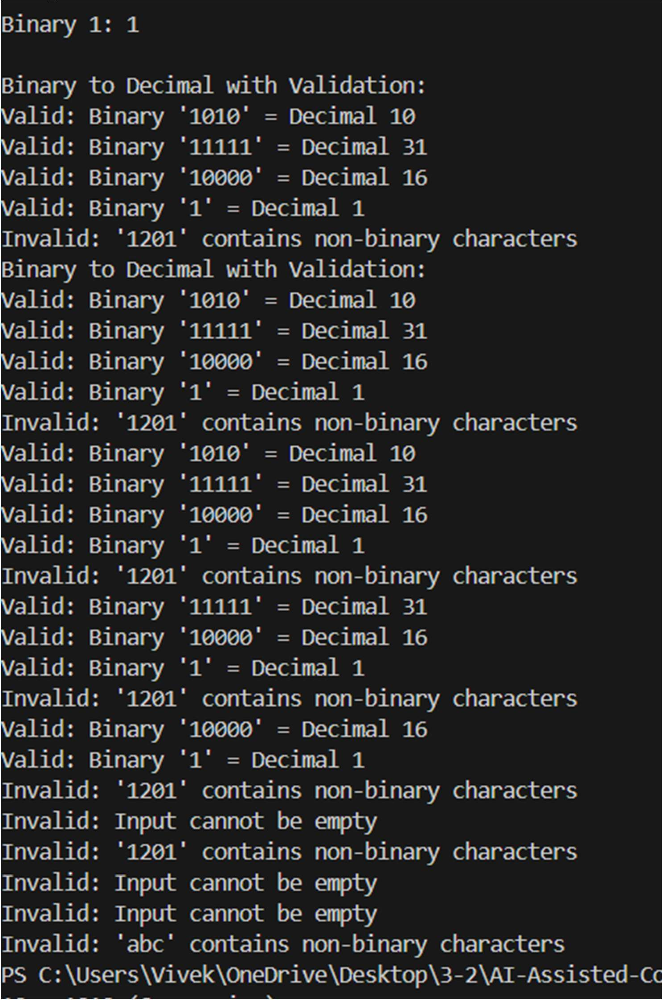 Binary 1: 1
Binary to Decimal with Validation:
Valid: Binary '1010' = Decimal 10
Valid: Binary '11111' = Decimal 31
Valid: Binary '10000' = Decimal 16
Valid: Binary '1' = Decimal 1
Invalid: '1201' contains non-binary characters
Binary to Decimal with Validation:
Valid: Binary '1010' = Decimal 10
Valid: Binary '11111' = Decimal 31
Valid: Binary '10000' = Decimal 16
Valid: Binary '1' = Decimal 1
Invalid: '1201' contains non-binary characters
Valid: Binary '1010' = Decimal 10
Valid: Binary '11111' = Decimal 31
Valid: Binary '10000' = Decimal 16
Valid: Binary '1' = Decimal 1
Invalid: '1201' contains non-binary characters
Valid: Binary '11111' = Decimal 31
Valid: Binary '10000' = Decimal 16
Valid: Binary '1' = Decimal 1
Invalid: '1201' contains non-binary characters
Valid: Binary '10000' = Decimal 16
Valid: Binary '1' = Decimal 1
Invalid: '1201' contains non-binary characters
Invalid: Input cannot be empty
Invalid: '1201' contains non-binary characters
Invalid: Input cannot be empty
Invalid: Input cannot be empty
Invalid: 'abc' contains non-binary characters
PS C:\Users\Vivek\OneDrive\Desktop\3-2\AI-Assisted-Co